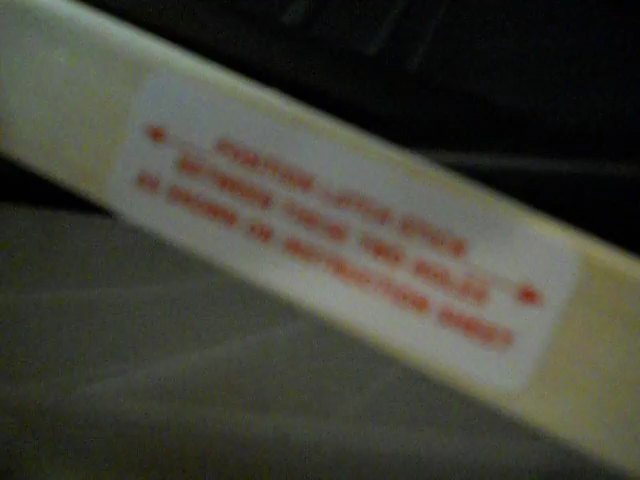 POSITION LATCH STICK
BETWEEN THESE TWO HOLES
AS SHOWN IN INSTRUCTION SHEET